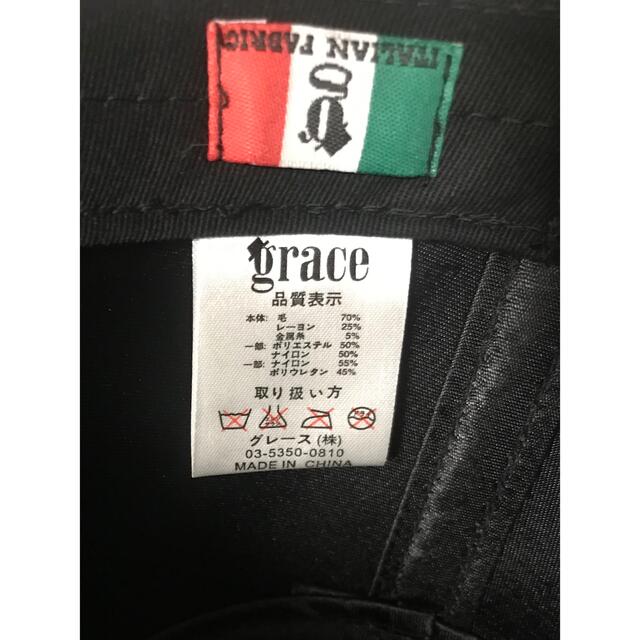 ITALIAN FABRIC
g
grace
品質表示
本体: 毛 70%
レーヨン 25%
金属糸 5%
一部: ポリエステル 50%
ナイロン 50%
一部: ナイロン 55%
ポリウレタン 45%
取り扱い方
グレース (株)
03-5350-0810
MADE IN CHINA